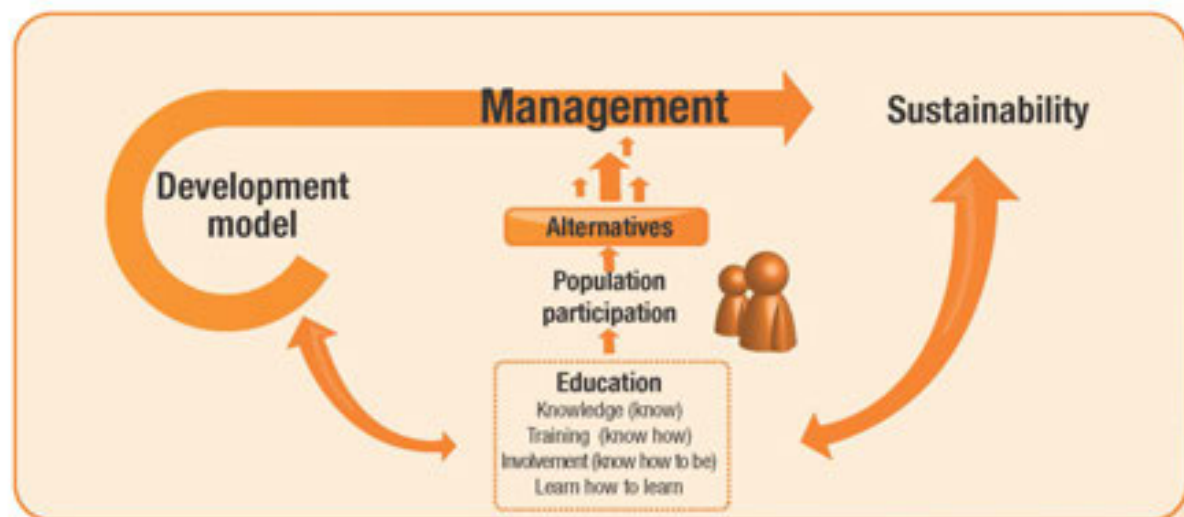 Management
Sustainability
Development
model
Alternatives
Population
participation
Education
Knowledge (know)
Training (know how)
Involvement (know how to be)
Learn how to learn